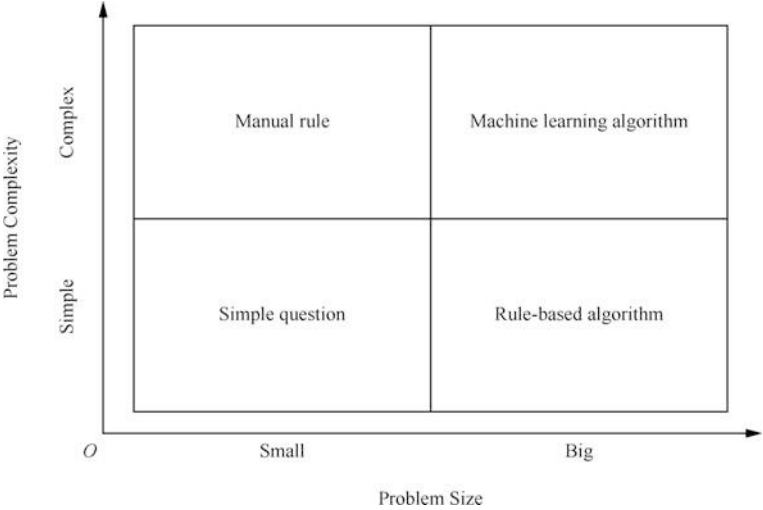 Problem Complexity
Complex
Simple
Manual rule
Machine learning algorithm
Simple question
Rule-based algorithm
O
Small
Big
Problem Size